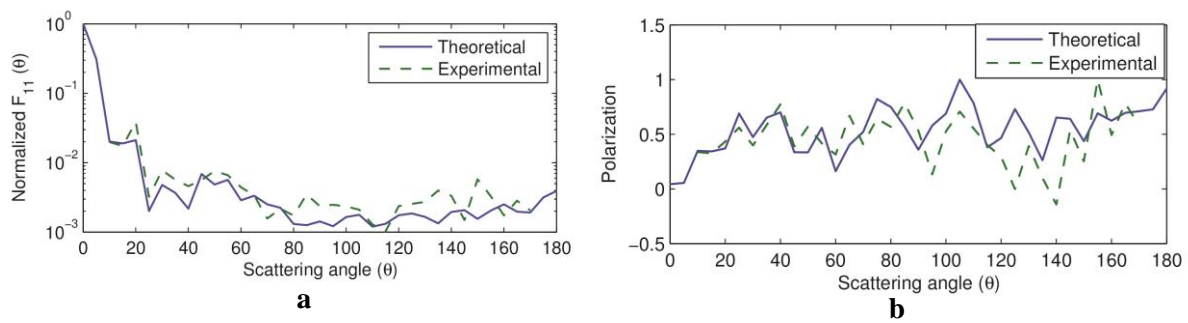 10⁰
10⁻¹
10⁻²
10⁻³
Normalized F₁₁ (θ)
0 20 40 60 80 100 120 140 160 180
Scattering angle (θ)
Theoretical
Experimental
a
1.5
1
0.5
0
−0.5
Polarization
0 20 40 60 80 100 120 140 160 180
Scattering angle (θ)
Theoretical
Experimental
b